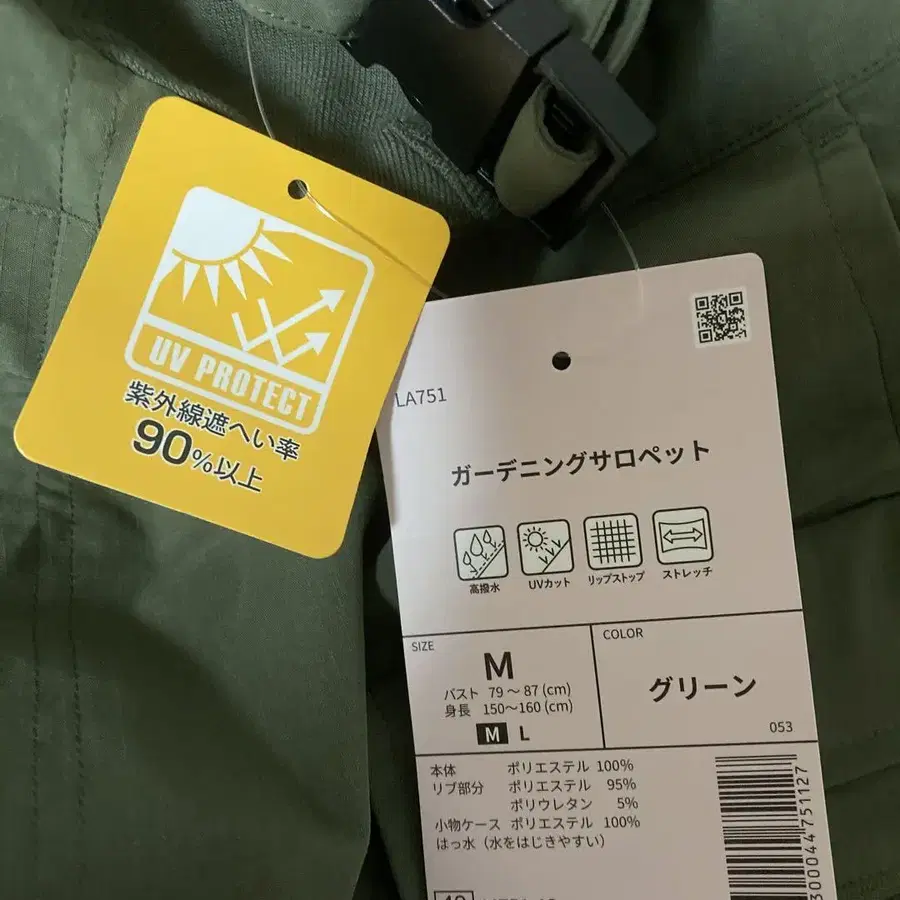 UV PROTECT
紫外線遮へい率
90%以上
LA751
ガーデニングサロペット
高撥水 UVカット リップストップ ストレッチ
SIZE
M
バスト 79～87(cm)
身長 150～160(cm)
M L
COLOR
グリーン
053
本体 ポリエステル 100%
リブ部分 ポリエステル 95%
ポリウレタン 5%
小物ケース ポリエステル 100%
はっ水（水をはじきやすい）
300044751127